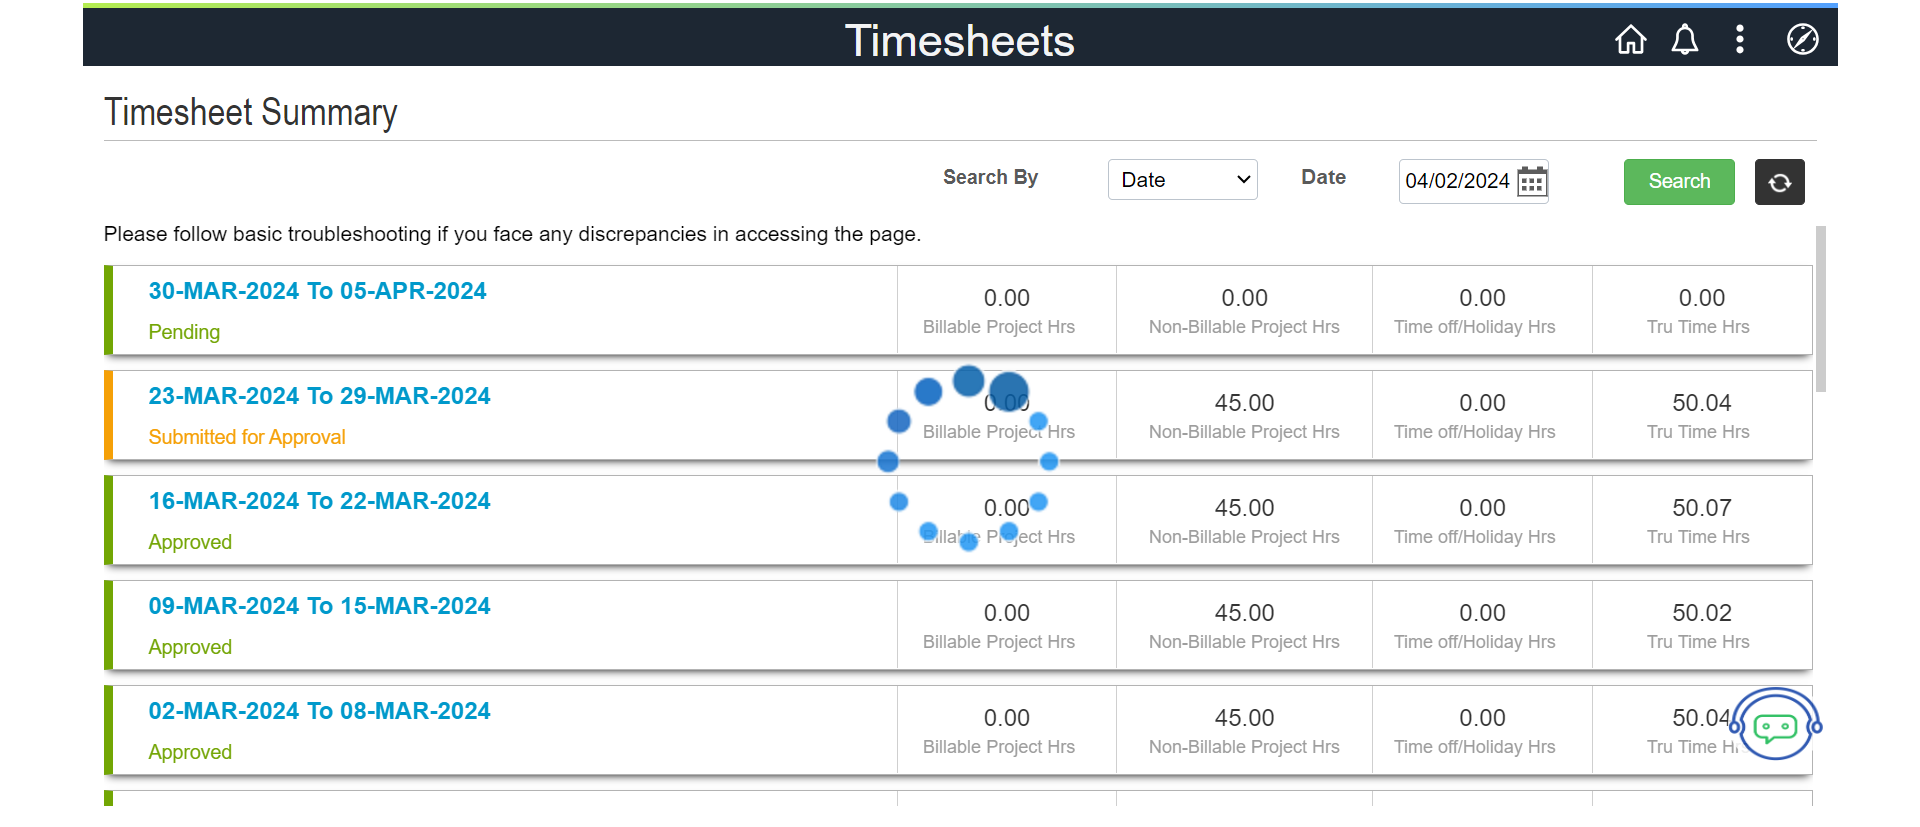 Timesheets
Timesheet Summary
Search By Date Date 04/02/2024 Search
Please follow basic troubleshooting if you face any discrepancies in accessing the page.
30-MAR-2024 To 05-APR-2024
Pending
0.00 0.00 0.00 0.00
Billable Project Hrs Non-Billable Project Hrs Time off/Holiday Hrs Tru Time Hrs
23-MAR-2024 To 29-MAR-2024
Submitted for Approval
0.00 45.00 0.00 50.04
Billable Project Hrs Non-Billable Project Hrs Time off/Holiday Hrs Tru Time Hrs
16-MAR-2024 To 22-MAR-2024
Approved
0.00 45.00 0.00 50.07
Billable Project Hrs Non-Billable Project Hrs Time off/Holiday Hrs Tru Time Hrs
09-MAR-2024 To 15-MAR-2024
Approved
0.00 45.00 0.00 50.02
Billable Project Hrs Non-Billable Project Hrs Time off/Holiday Hrs Tru Time Hrs
02-MAR-2024 To 08-MAR-2024
Approved
0.00 45.00 0.00 50.04
Billable Project Hrs Non-Billable Project Hrs Time off/Holiday Hrs Tru Time Hrs